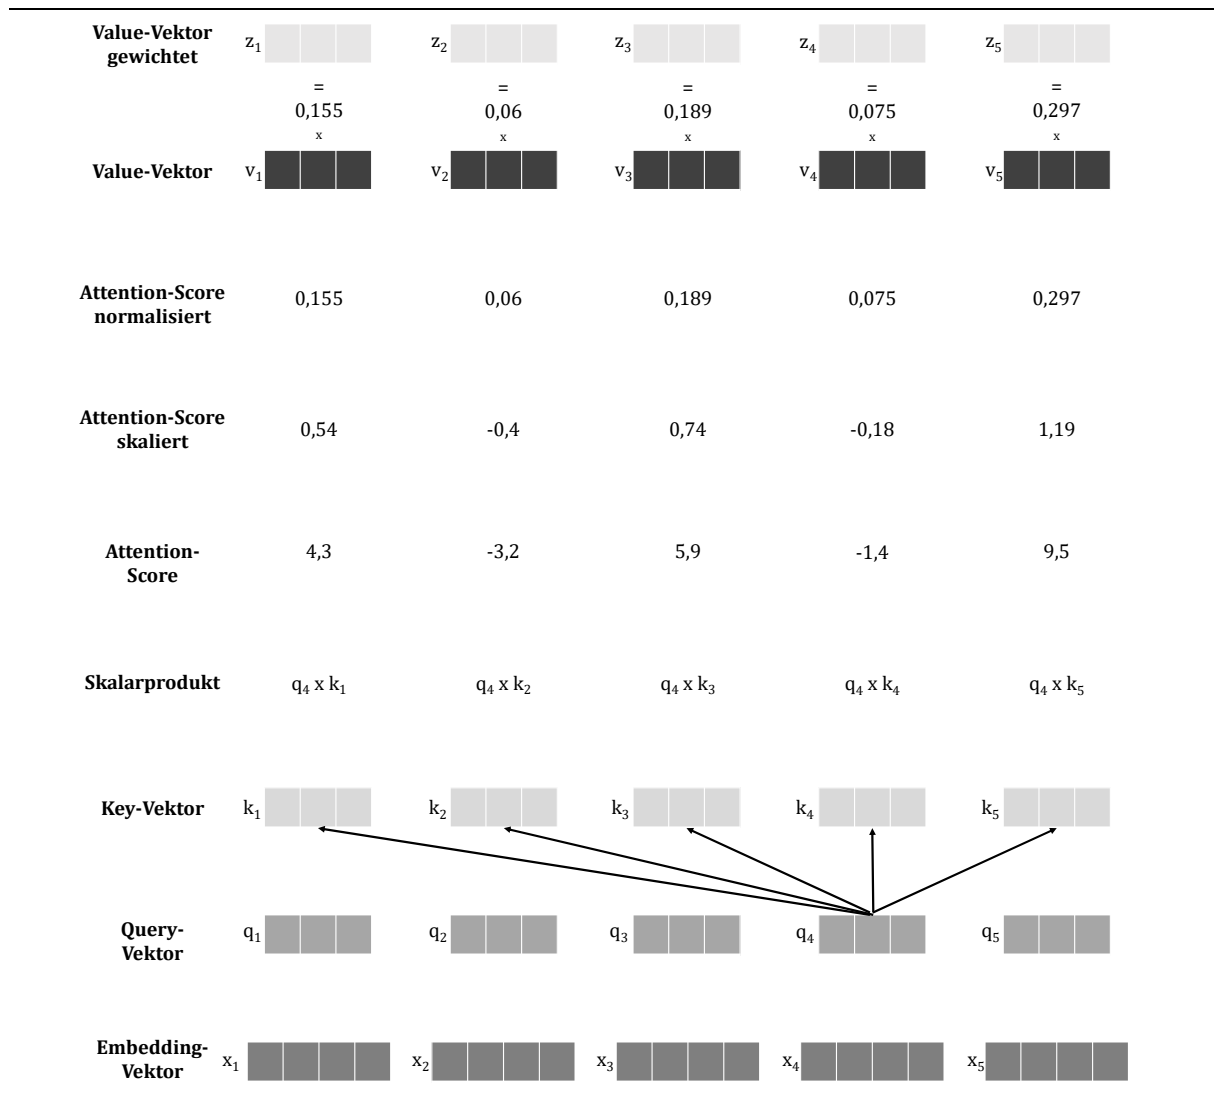 Value-Vektor
gewichtet
z1 z2 z3 z4 z5
= = = = =
0,155 0,06 0,189 0,075 0,297
x x x x x
Value-Vektor v1 v2 v3 v4 v5
Attention-Score
normalisiert
0,155 0,06 0,189 0,075 0,297
Attention-Score
skaliert
0,54 -0,4 0,74 -0,18 1,19
Attention-
Score
4,3 -3,2 5,9 -1,4 9,5
Skalarprodukt q4 x k1 q4 x k2 q4 x k3 q4 x k4 q4 x k5
Key-Vektor k1 k2 k3 k4 k5
Query-
Vektor
q1 q2 q3 q4 q5
Embedding-
Vektor
x1 x2 x3 x4 x5